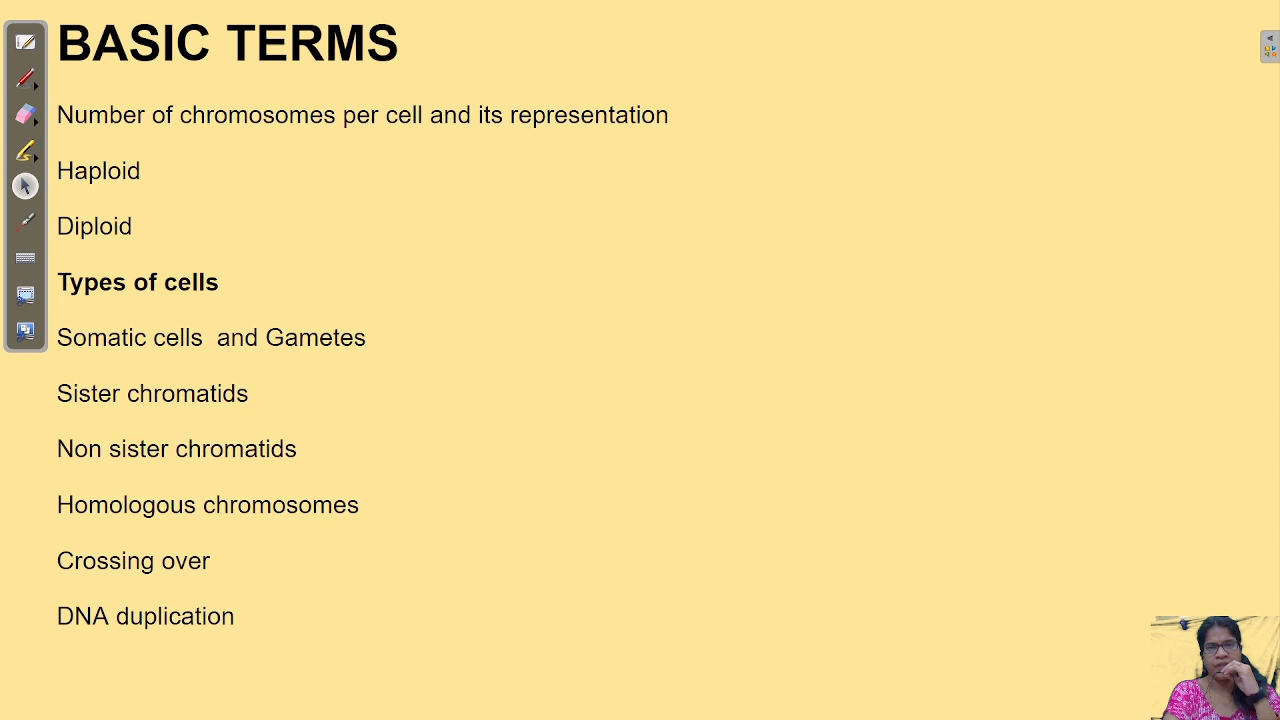 BASIC TERMS
Number of chromosomes per cell and its representation
Haploid
Diploid
Types of cells
Somatic cells  and Gametes
Sister chromatids
Non sister chromatids
Homologous chromosomes
Crossing over
DNA duplication